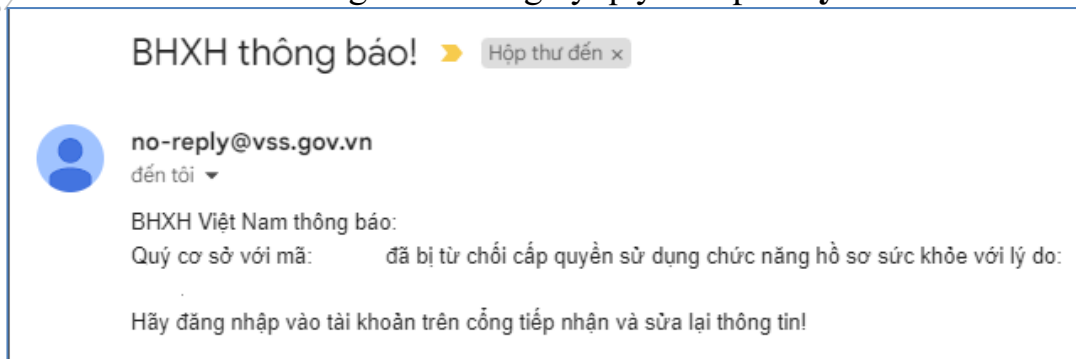 BHXH thông báo! Hộp thư đến ×
no-reply@vss.gov.vn
đến tôi
BHXH Việt Nam thông báo:
Quý cơ sở với mã: đã bị từ chối cấp quyền sử dụng chức năng hồ sơ sức khỏe với lý do:
Hãy đăng nhập vào tài khoản trên cổng tiếp nhận và sửa lại thông tin!